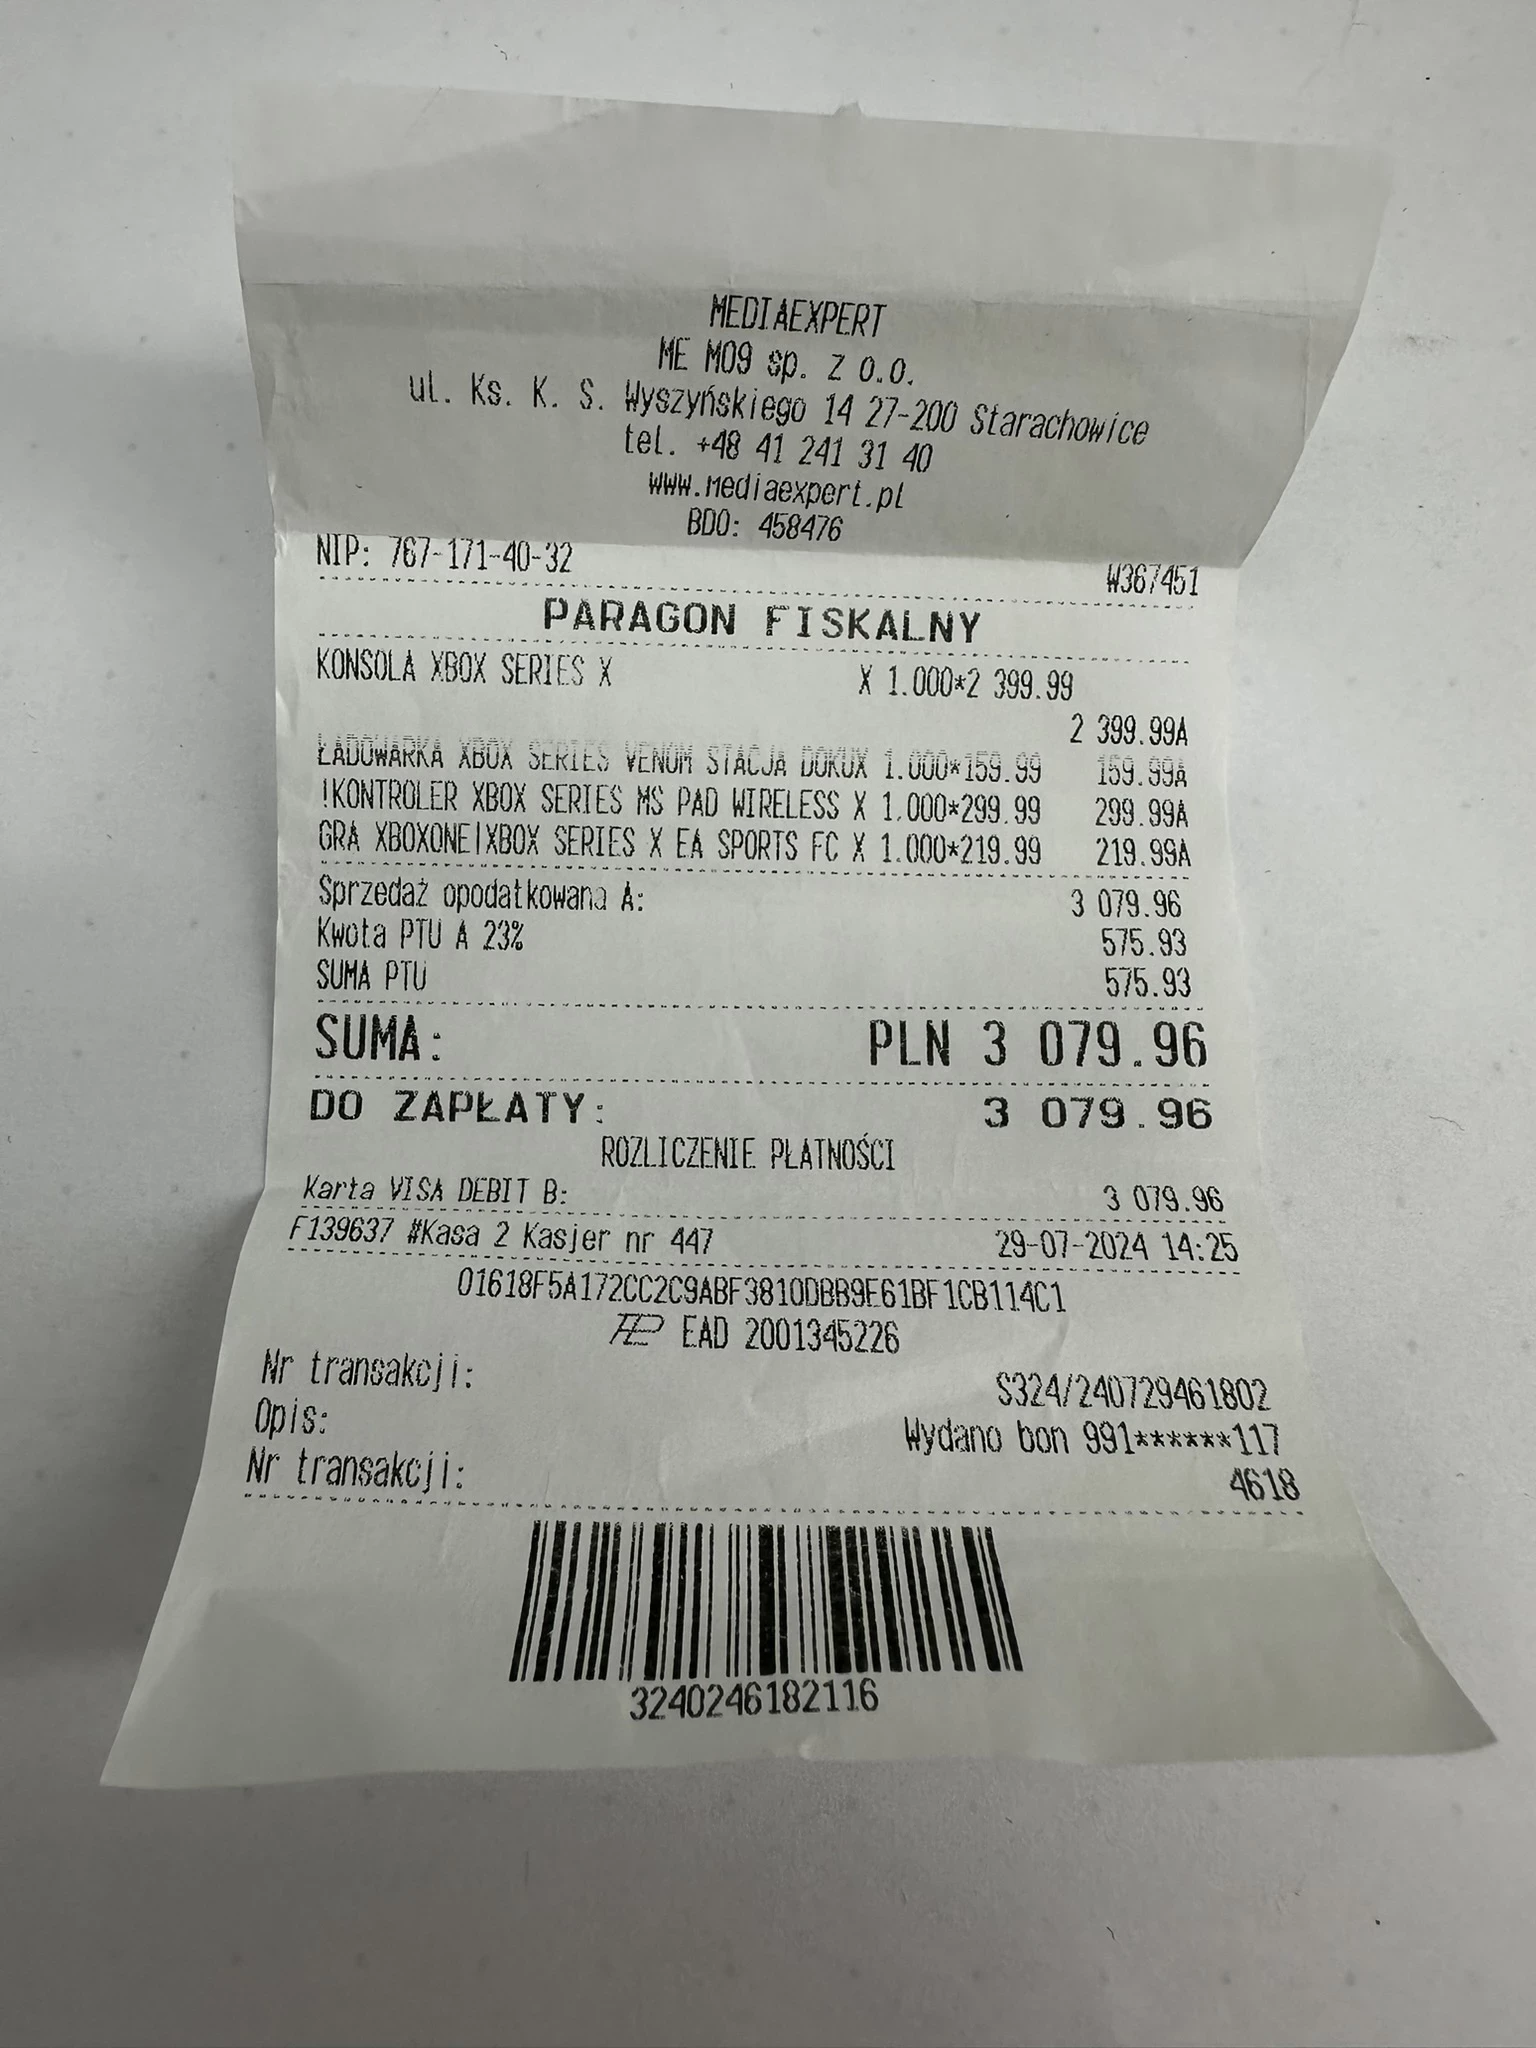 MEDIAEXPERT
ME M09 sp. z o.o.
ul. Ks. K. S. Wyszyńskiego 14 27-200 Starachowice
tel. +48 41 241 31 40
www.mediaexpert.pl
BDO: 458476
NIP: 767-171-40-32 W367451
PARAGON FISKALNY
KONSOLA XBOX SERIES X X 1.000*2 399.99
2 399.99A
ŁADOWARKA XBOX SERIES VENOM STACJA DOKUX 1.000*159.99 159.99A
!KONTROLER XBOX SERIES MS PAD WIRELESS X 1.000*299.99 299.99A
GRA XBOXONE|XBOX SERIES X EA SPORTS FC X 1.000*219.99 219.99A
Sprzedaż opodatkowana A: 3 079.96
Kwota PTU A 23% 575.93
SUMA PTU 575.93
SUMA: PLN 3 079.96
DO ZAPŁATY: 3 079.96
ROZLICZENIE PŁATNOŚCI
Karta VISA DEBIT B: 3 079.96
F139637 #Kasa 2 Kasjer nr 447 29-07-2024 14:25
01618F5A172CC2C9ABF3810DBB9E61BF1CB114C1
EAD 2001345226
Nr transakcji: S324/240729461802
Opis: Wydano bon 991******117
Nr transakcji: 4618
3240246182116